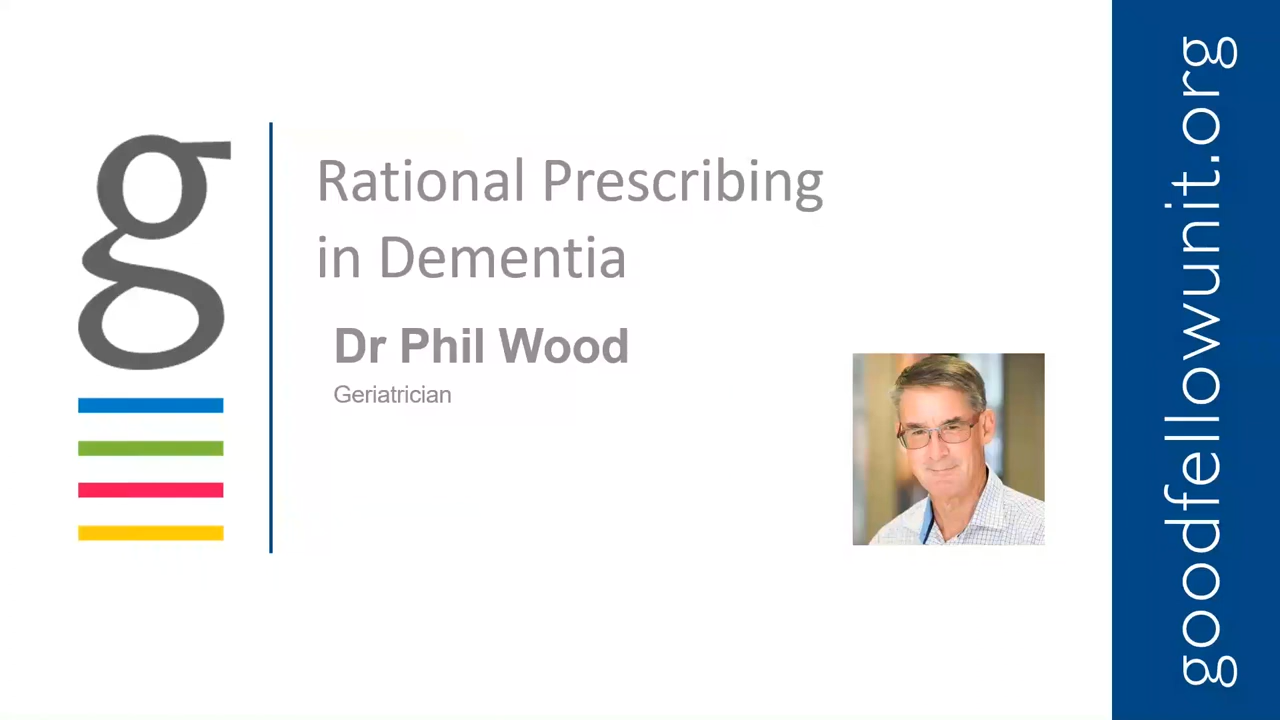 g
Rational Prescribing
in Dementia
Dr Phil Wood
Geriatrician
goodfellowunit.org